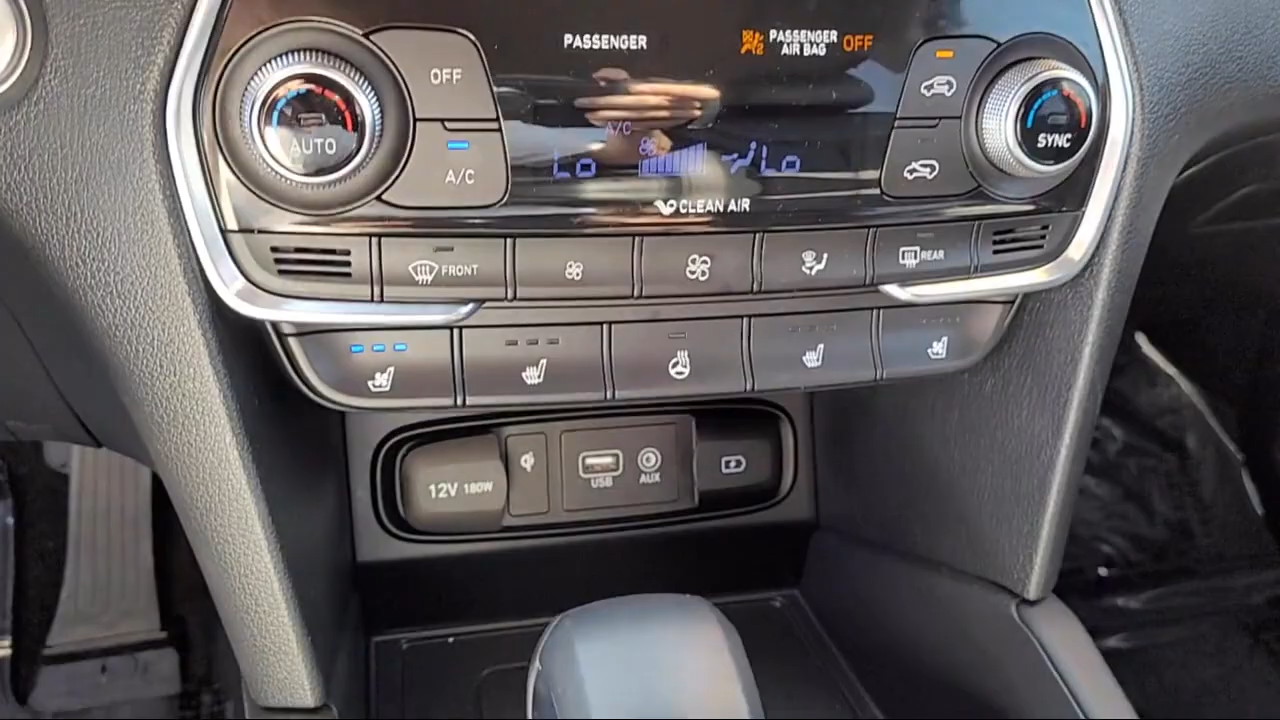 PASSENGER
PASSENGER
AIR BAG OFF
OFF
AUTO
A/C
A/C
Lo
Lo
SYNC
CLEAN AIR
FRONT
REAR
12V 180W
USB
AUX